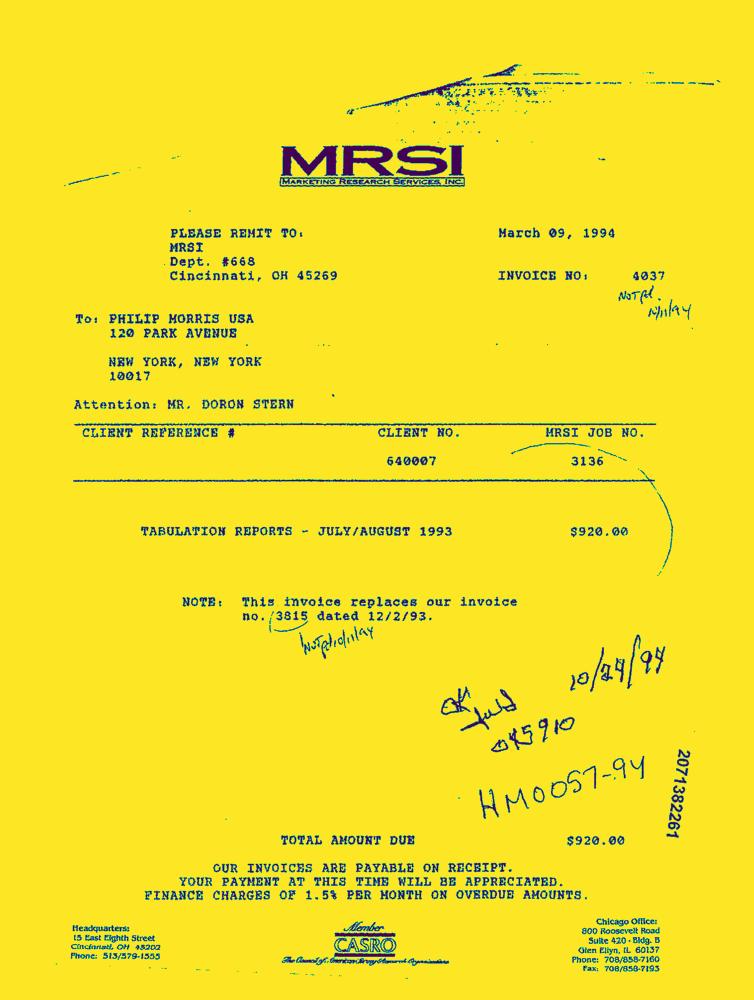 MRSI
MARKETING RESEARCH SERVICES, INC.
PLEASE REMIT TO: March 09, 1994
MRSI
Dept. #668
Cincinnati, OH 45269 INVOICE NO: 4037
Not pd.
10/11/94
To: PHILIP MORRIS USA
120 PARK AVENUE
NEW YORK, NEW YORK
10017
Attention: MR. DORON STERN
CLIENT REFERENCE # CLIENT NO. MRSI JOB NO.
640007 3136
TABULATION REPORTS - JULY/AUGUST 1993 $920.00
NOTE: This invoice replaces our invoice
no. 3815 dated 12/2/93.
Not pd 10/11/94
10/24/94
OK
045910
HM0057-94
2071382261
TOTAL AMOUNT DUE $920.00
OUR INVOICES ARE PAYABLE ON RECEIPT.
YOUR PAYMENT AT THIS TIME WILL BE APPRECIATED.
FINANCE CHARGES OF 1.5% PER MONTH ON OVERDUE AMOUNTS.
Headquarters:
15 East Eighth Street
Cincinnati, OH 45202
Phone: 513/579-1555
Member
CASRO
The Council of American Survey Research Organizations
Chicago Office:
800 Roosevelt Road
Suite 420 - Bldg. B
Glen Ellyn, IL 60137
Phone: 708/858-7160
Fax: 708/858-7193